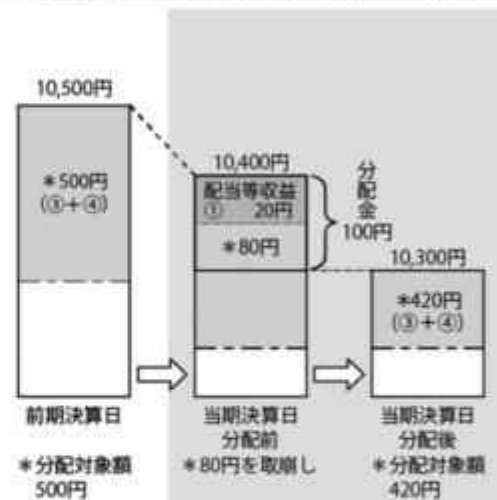 10,500円
＊500円
(③＋④)
前期決算日
＊分配対象額
500円
10,400円
配当等収益
① 20円
＊80円
分配金
100円
当期決算日
分配前
＊80円を取崩し
10,300円
＊420円
(③＋④)
当期決算日
分配後
＊分配対象額
420円